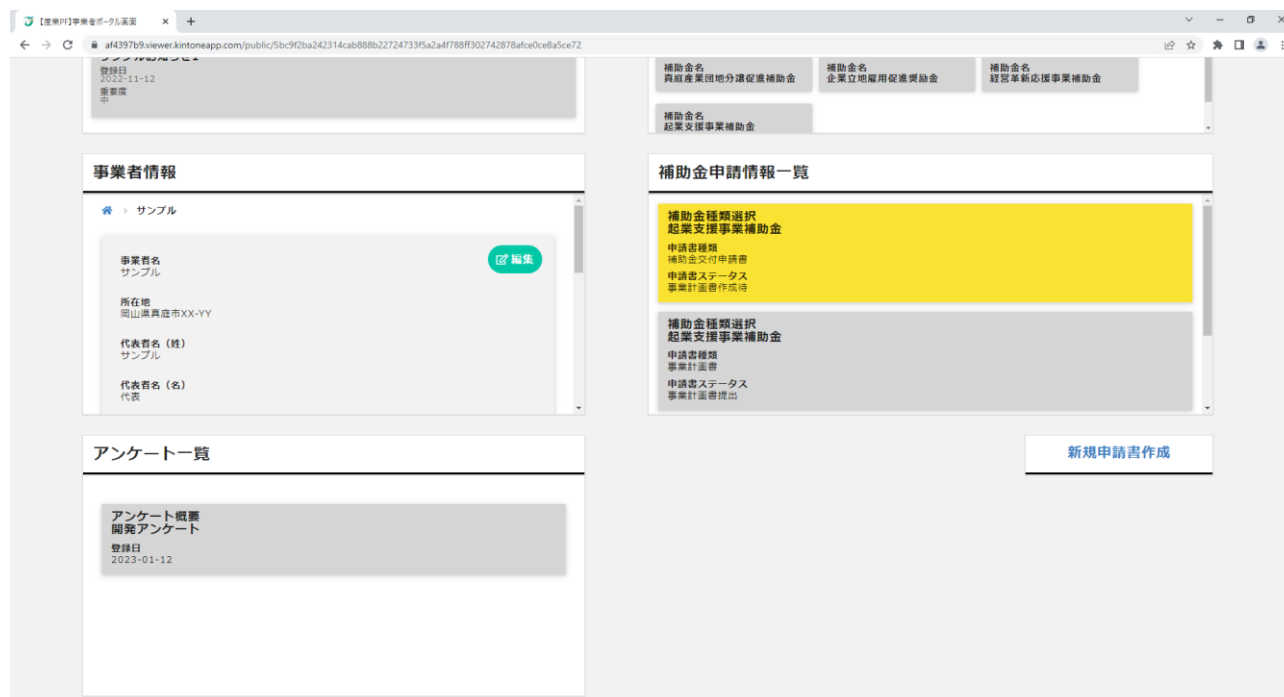 【産業PF】事業者ポータル画面
af4397b9.viewer.kintoneapp.com/public/5bc9f2ba242314cab888b22724733f5a2a4f788ff302742878afce0ce8a5ce72
サンプルお知らせ1
登録日
2022-11-12
重要度
中
補助金名
真庭産業団地分譲促進補助金
補助金名
企業立地雇用促進奨励金
補助金名
経営革新応援事業補助金
補助金名
起業支援事業補助金
事業者情報
サンプル
編集
事業者名
サンプル
所在地
岡山県真庭市XX-YY
代表者名（姓）
サンプル
代表者名（名）
代表
補助金申請情報一覧
補助金種類選択
起業支援事業補助金
申請書種類
補助金交付申請書
申請書ステータス
事業計画書作成待
補助金種類選択
起業支援事業補助金
申請書種類
事業計画書
申請書ステータス
事業計画書提出
アンケート一覧
アンケート概要
開発アンケート
登録日
2023-01-12
新規申請書作成